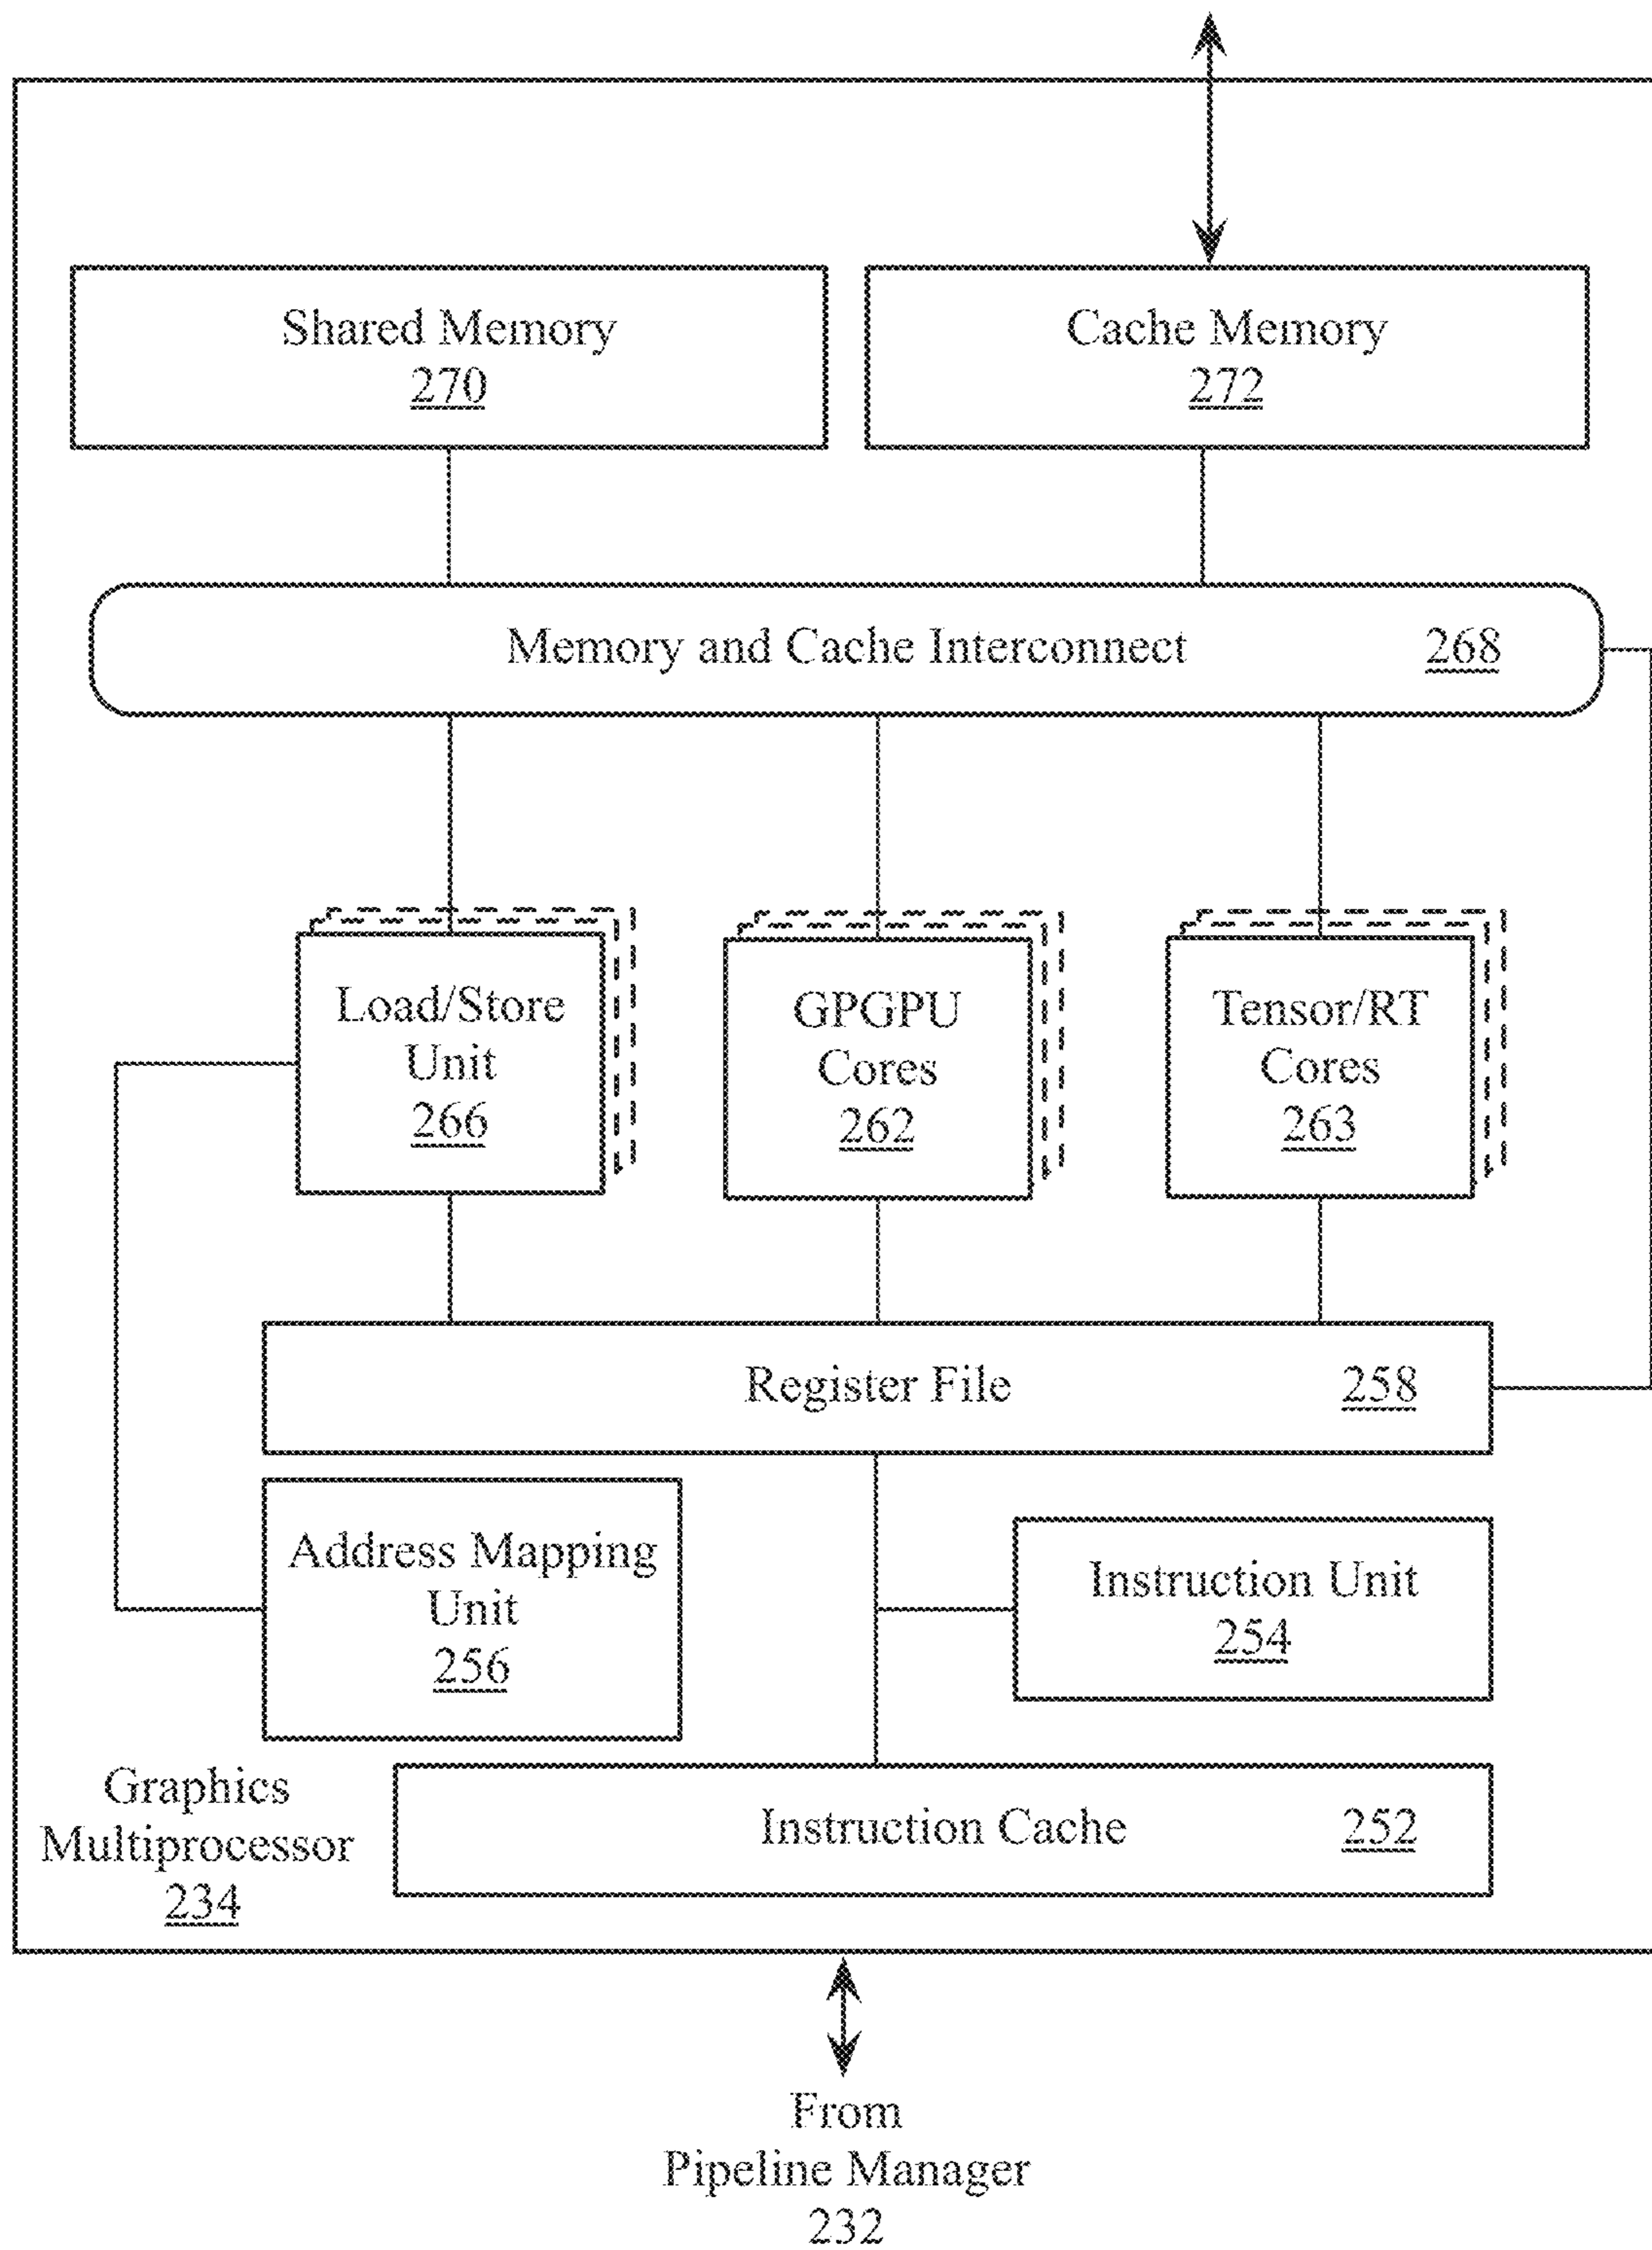 Shared Memory
270
Cache Memory
272
Memory and Cache Interconnect 268
Load/Store
Unit
266
GPGPU
Cores
262
Tensor/RT
Cores
263
Register File 258
Address Mapping
Unit
256
Instruction Unit
254
Graphics
Multiprocessor
234
Instruction Cache 252
From
Pipeline Manager
232